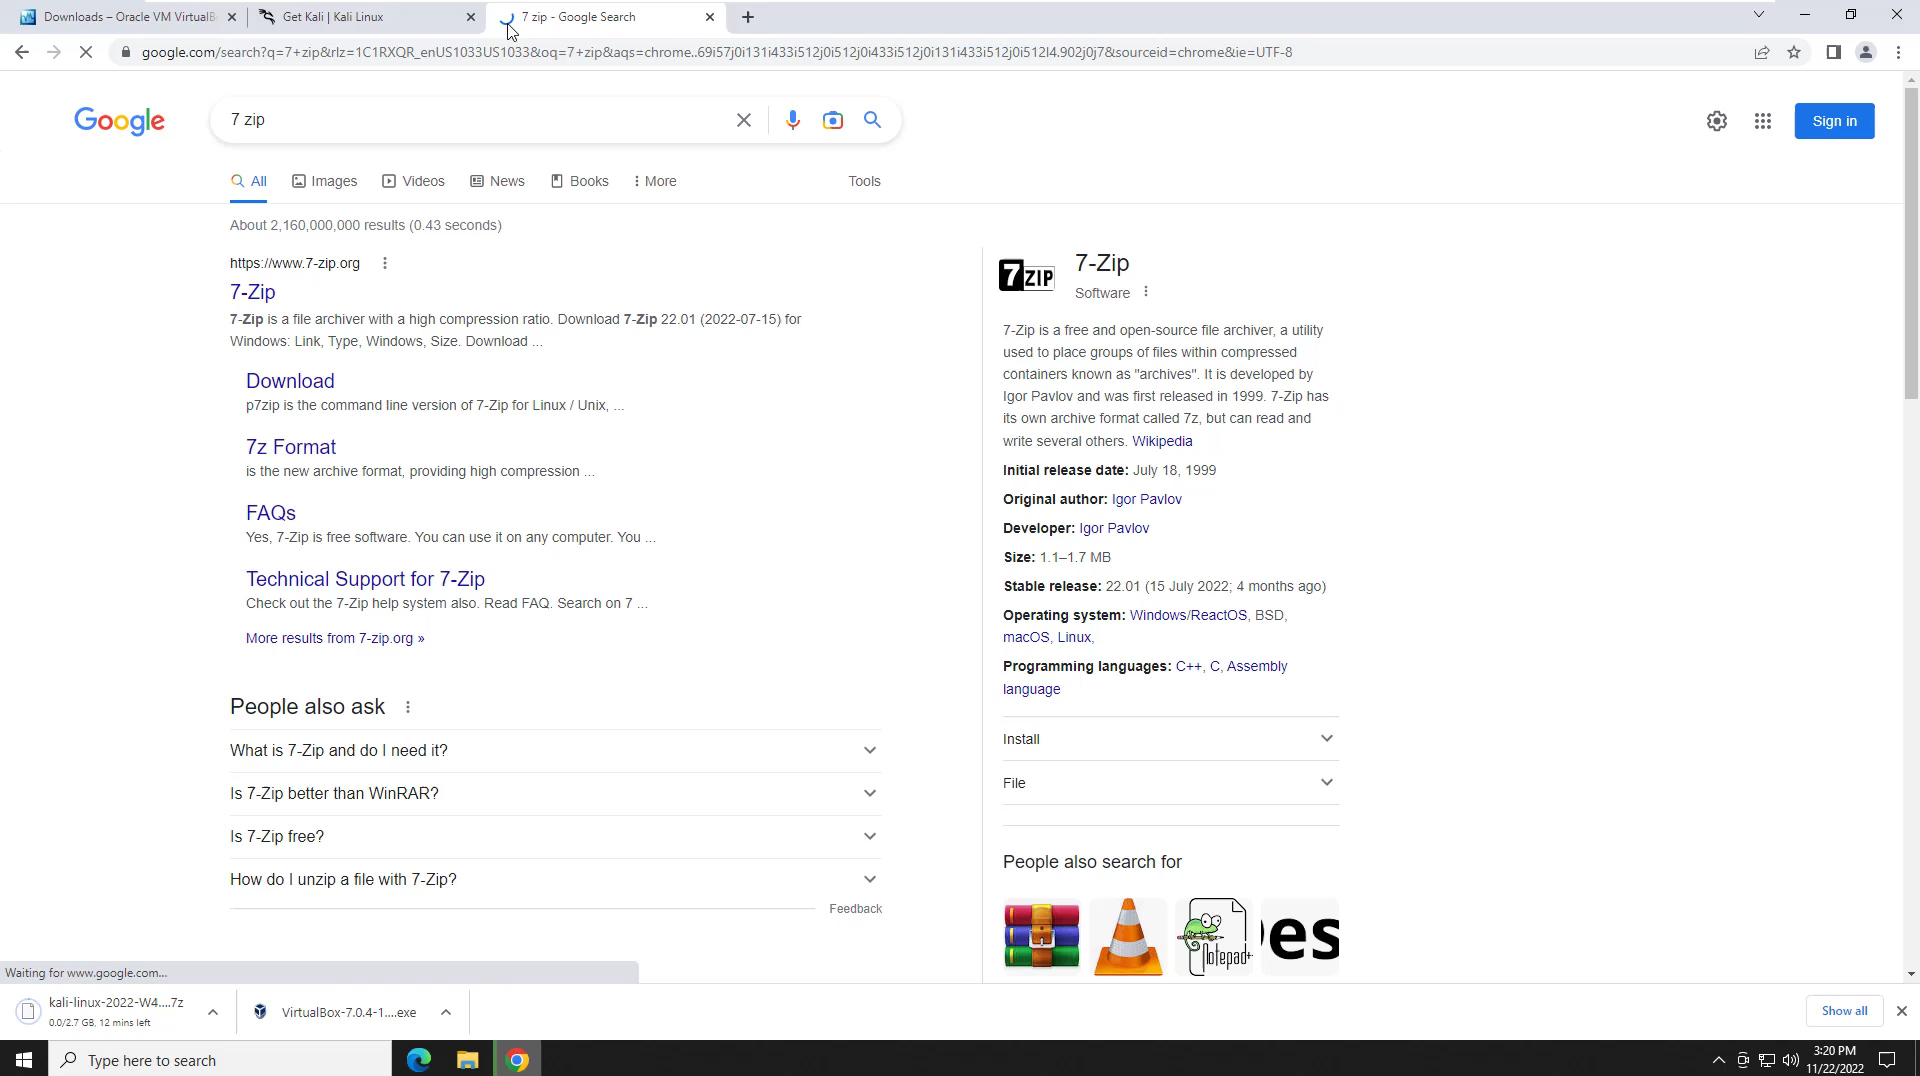 Downloads – Oracle VM VirtualB
Get Kali | Kali Linux
7 zip - Google Search
google.com/search?q=7+zip&rlz=1C1RXQR_enUS1033US1033&oq=7+zip&aqs=chrome..69i57j0i131i433i512j0i512j0i433i512j0i131i433i512j0i512l4.902j0j7&sourceid=chrome&ie=UTF-8
Google
7 zip
Sign in
All
Images
Videos
News
Books
More
Tools
About 2,160,000,000 results (0.43 seconds)
https://www.7-zip.org
7-Zip
7-Zip is a file archiver with a high compression ratio. Download 7-Zip 22.01 (2022-07-15) for
Windows: Link, Type, Windows, Size. Download ...
Download
p7zip is the command line version of 7-Zip for Linux / Unix, ...
7z Format
is the new archive format, providing high compression ...
FAQs
Yes, 7-Zip is free software. You can use it on any computer. You ...
Technical Support for 7-Zip
Check out the 7-Zip help system also. Read FAQ. Search on 7 ...
More results from 7-zip.org »
People also ask
What is 7-Zip and do I need it?
Is 7-Zip better than WinRAR?
Is 7-Zip free?
How do I unzip a file with 7-Zip?
Feedback
7ZIP
7-Zip
Software
7-Zip is a free and open-source file archiver, a utility
used to place groups of files within compressed
containers known as "archives". It is developed by
Igor Pavlov and was first released in 1999. 7-Zip has
its own archive format called 7z, but can read and
write several others. Wikipedia
Initial release date: July 18, 1999
Original author: Igor Pavlov
Developer: Igor Pavlov
Size: 1.1–1.7 MB
Stable release: 22.01 (15 July 2022; 4 months ago)
Operating system: Windows/ReactOS, BSD,
macOS, Linux,
Programming languages: C++, C, Assembly
language
Install
File
People also search for
Notepad+
es
Waiting for www.google.com...
kali-linux-2022-W4....7z
0.0/2.7 GB, 12 mins left
VirtualBox-7.0.4-1....exe
Show all
Type here to search
3:20 PM
11/22/2022